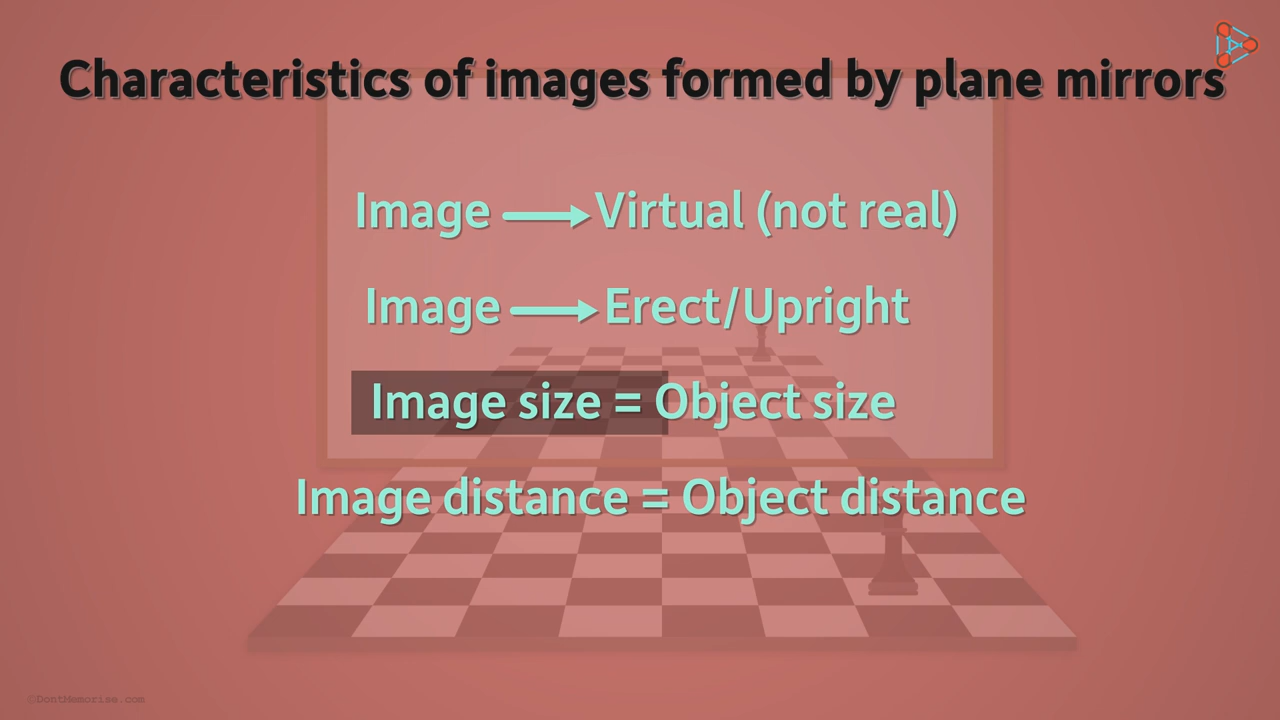 Characteristics of images formed by plane mirrors
Image → Virtual (not real)
Image → Erect/Upright
Image size = Object size
Image distance = Object distance
©DontMemorise.com